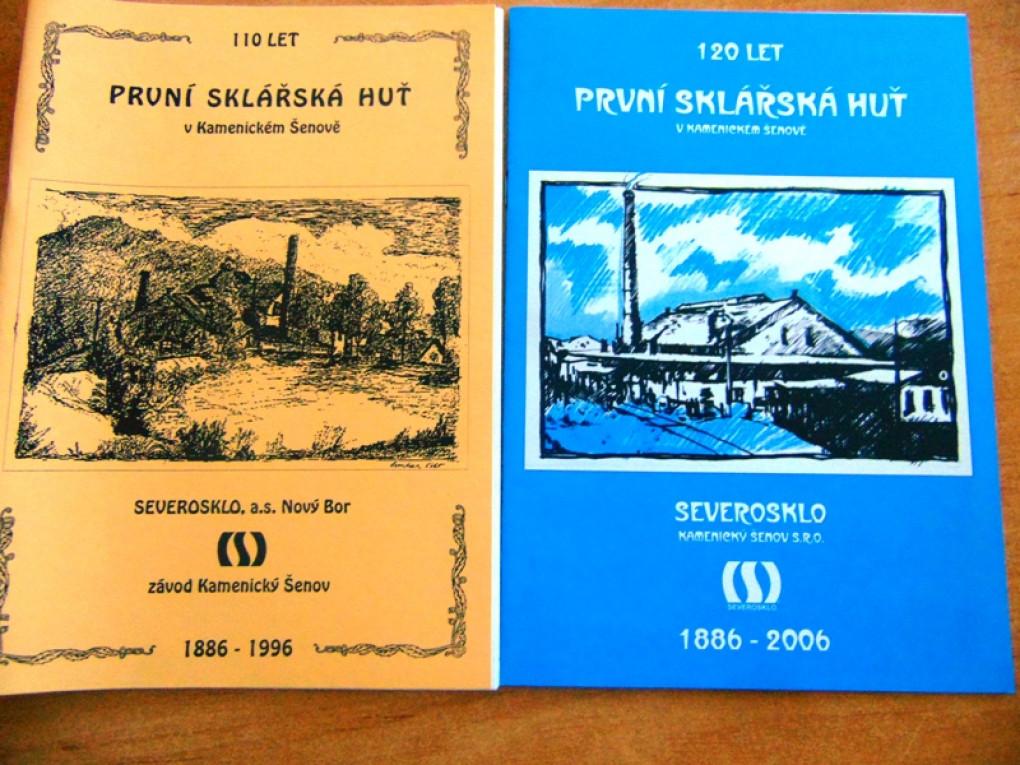 110 LET
PRVNÍ SKLÁŘSKÁ HUŤ
v Kamenickém Šenově
SEVEROSKLO, a.s. Nový Bor
závod Kamenický Šenov
1886 - 1996
120 LET
PRVNÍ SKLÁŘSKÁ HUŤ
V KAMENICKÉM ŠENOVĚ
SEVEROSKLO
KAMENICKÝ ŠENOV S.R.O.
SEVEROSKLO
1886 - 2006